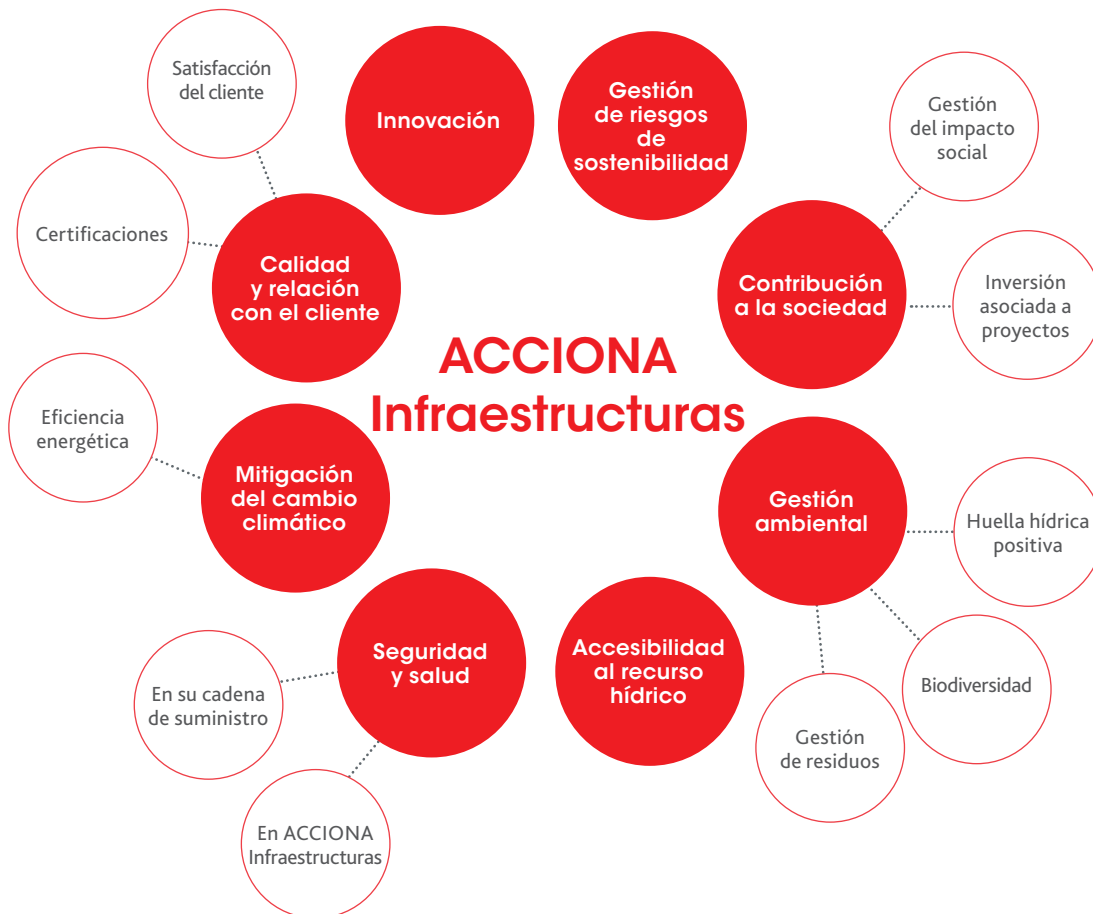 Satisfacción
del cliente
Innovación
Gestión
de riesgos
de
sostenibilidad
Gestión
del impacto
social
Certificaciones
Calidad
y relación
con el cliente
Contribución
a la sociedad
Inversión
asociada a
proyectos
ACCIONA
Infraestructuras
Eficiencia
energética
Mitigación
del cambio
climático
Gestión
ambiental
Huella hídrica
positiva
Seguridad
y salud
Accesibilidad
al recurso
hídrico
Biodiversidad
En su cadena
de suministro
Gestión
de residuos
En ACCIONA
Infraestructuras